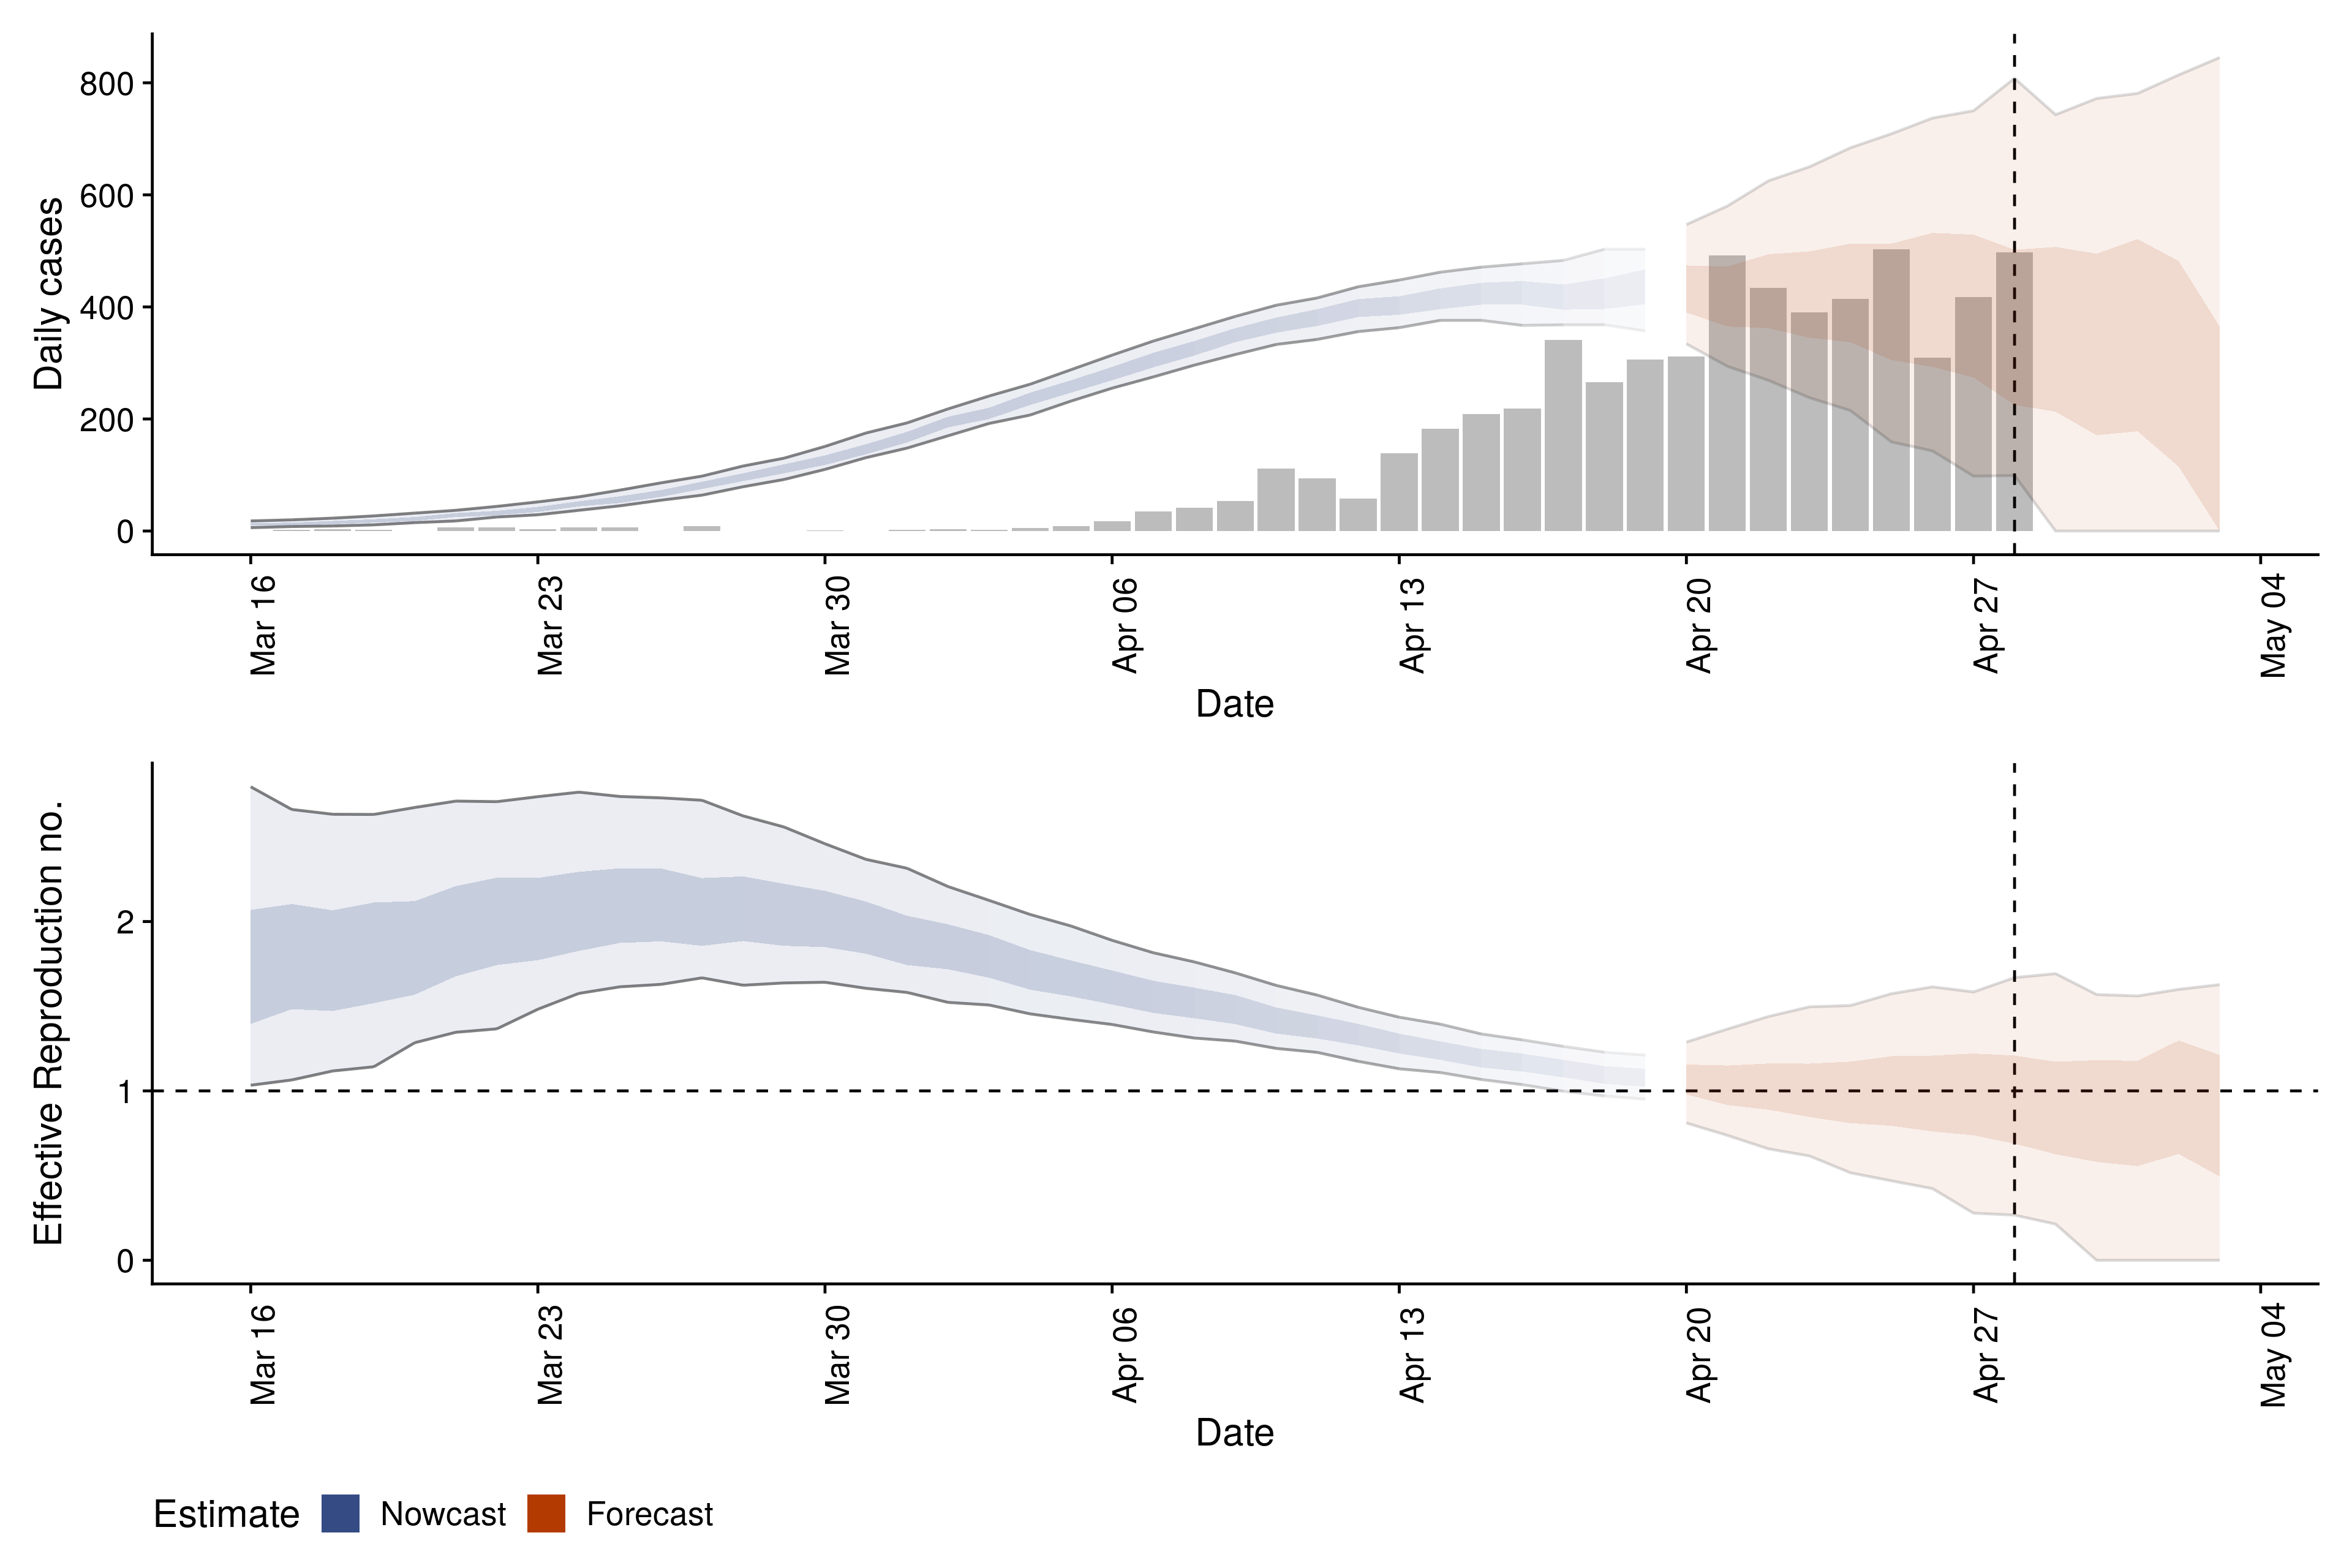 Daily cases
800
600
400
200
0
Mar 16
Mar 23
Mar 30
Apr 06
Apr 13
Apr 20
Apr 27
May 04
Date
Effective Reproduction no.
2
1
0
Mar 16
Mar 23
Mar 30
Apr 06
Apr 13
Apr 20
Apr 27
May 04
Date
Estimate Nowcast Forecast